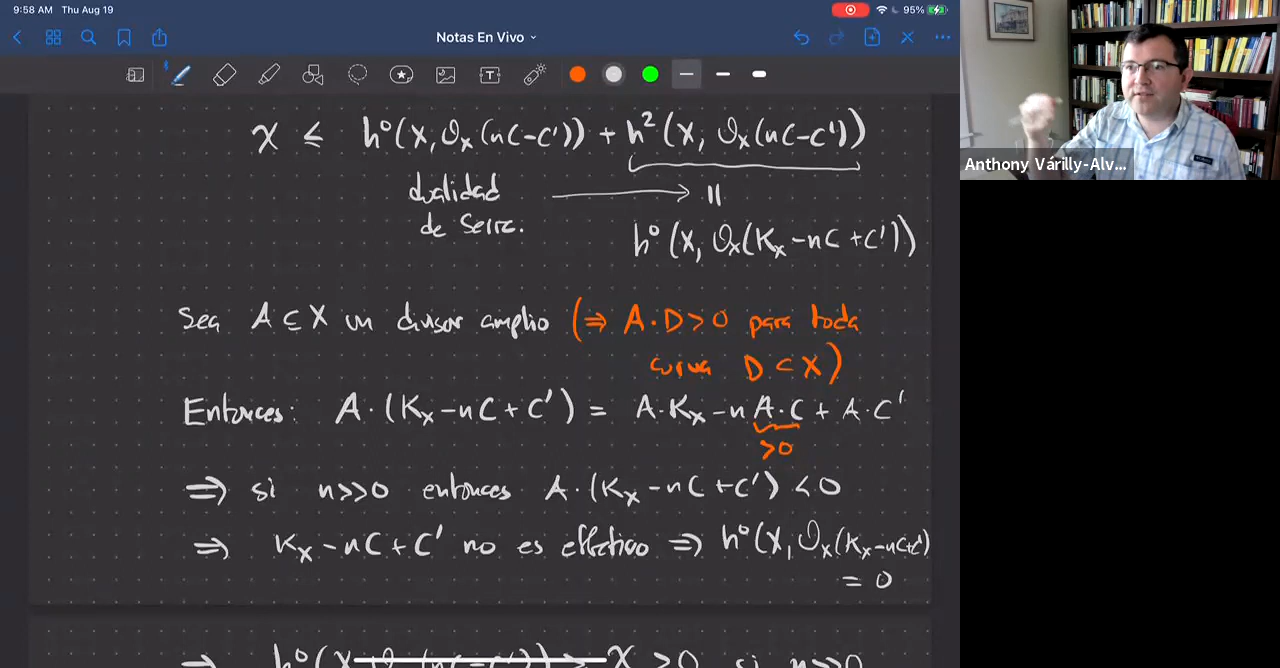 9:58 AM Thu Aug 19
95%
Notas En Vivo
Anthony Várilly-Alv...
χ ≤ h⁰(X, O_X(nC-C')) + h²(X, O_X(nC-C'))
dualidad → ||
de Serre.
h⁰(X, O_X(K_X-nC+C'))
Sea A ⊆ X un divisor amplio (⇒ A·D>0 para toda
curva D ⊂ X)
Entonces: A·(K_X-nC+C') = A·K_X-nA·C + A·C'
>0
⇒ si n>>0 entonces A·(K_X-nC+C') <0
⇒ K_X-nC+C' no es effectivo ⇒ h⁰(X, O_X(K_X-nC+C')
= 0